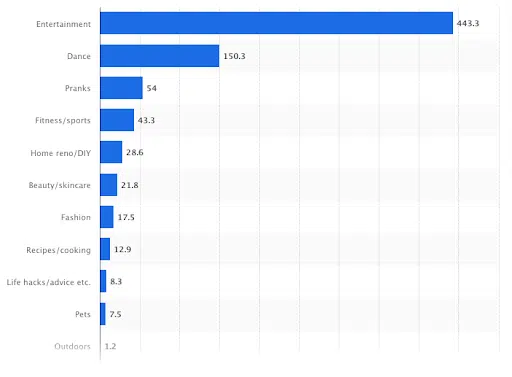 Entertainment 443.3
Dance 150.3
Pranks 54
Fitness/sports 43.3
Home reno/DIY 28.6
Beauty/skincare 21.8
Fashion 17.5
Recipes/cooking 12.9
Life hacks/advice etc. 8.3
Pets 7.5
Outdoors 1.2